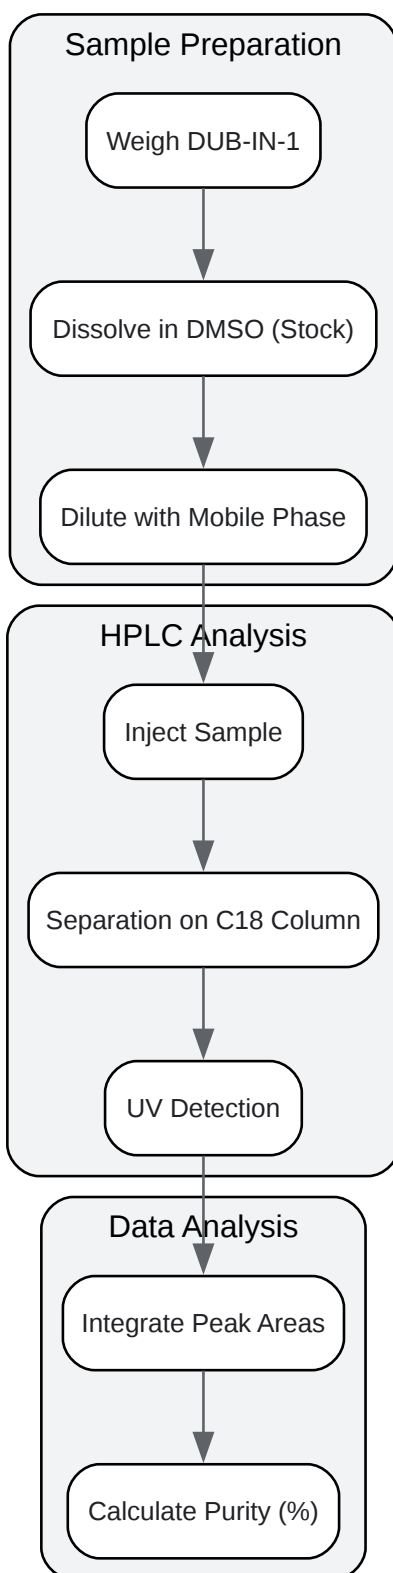 Sample Preparation
Weigh DUB-IN-1
Dissolve in DMSO (Stock)
Dilute with Mobile Phase
HPLC Analysis
Inject Sample
Separation on C18 Column
UV Detection
Data Analysis
Integrate Peak Areas
Calculate Purity (%)